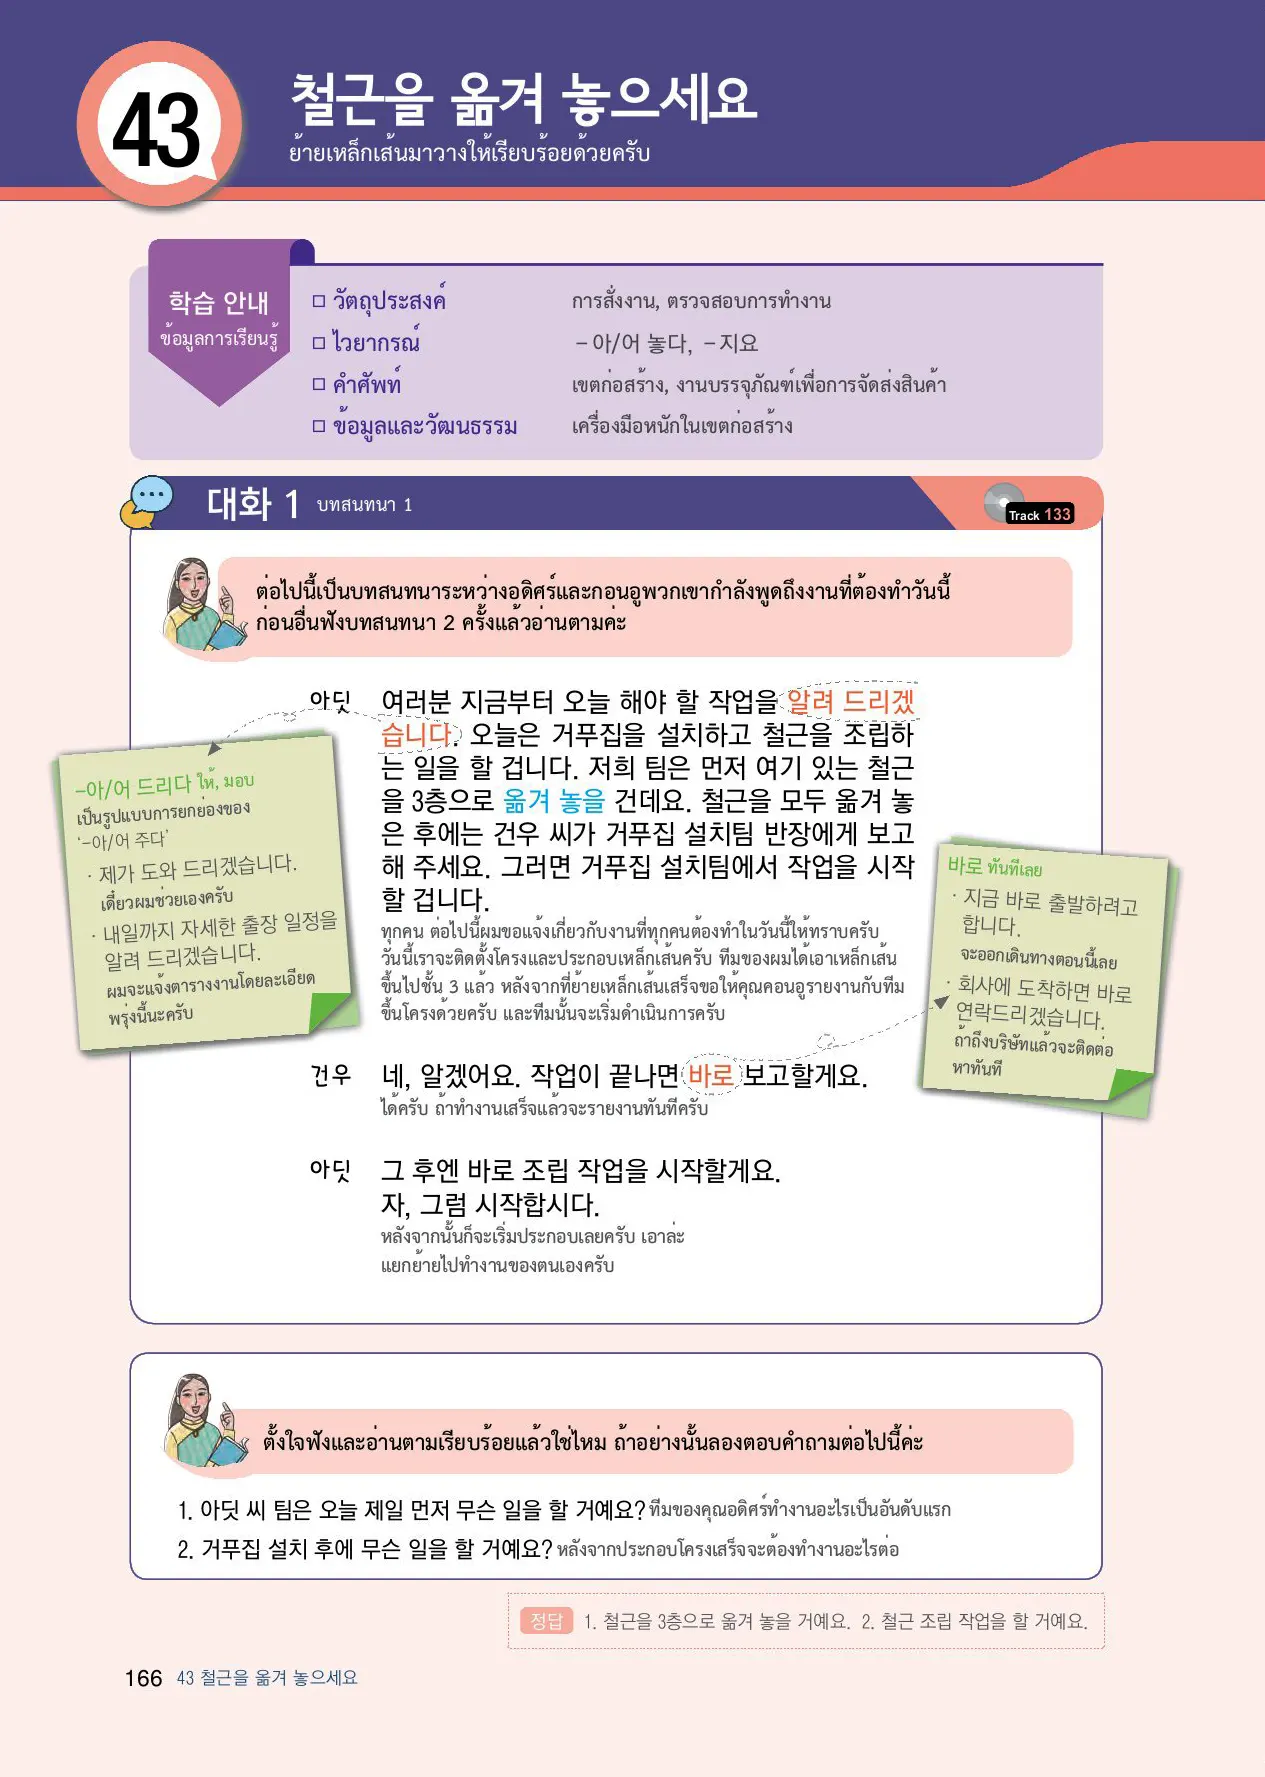 43
철근을 옮겨 놓으세요
ย้ายเหล็กเส้นมาวางให้เรียบร้อยด้วยครับ
학습 안내
ข้อมูลการเรียนรู้
□ วัตถุประสงค์ การสั่งงาน, ตรวจสอบการทำงาน
□ ไวยากรณ์ －아/어 놓다, －지요
□ คำศัพท์ เขตก่อสร้าง, งานบรรจุภัณฑ์เพื่อการจัดส่งสินค้า
□ ข้อมูลและวัฒนธรรม เครื่องมือหนักในเขตก่อสร้าง
대화 1 บทสนทนา 1
Track 133
ต่อไปนี้เป็นบทสนทนาระหว่างอดิศร์และกอนอูพวกเขากำลังพูดถึงงานที่ต้องทำวันนี้
ก่อนอื่นฟังบทสนทนา 2 ครั้งแล้วอ่านตามค่ะ
아딧 여러분 지금부터 오늘 해야 할 작업을 알려 드리겠
습니다. 오늘은 거푸집을 설치하고 철근을 조립하
는 일을 할 겁니다. 저희 팀은 먼저 여기 있는 철근
을 3층으로 옮겨 놓을 건데요. 철근을 모두 옮겨 놓
은 후에는 건우 씨가 거푸집 설치팀 반장에게 보고
해 주세요. 그러면 거푸집 설치팀에서 작업을 시작
할 겁니다.
ทุกคน ต่อไปนี้ผมขอแจ้งเกี่ยวกับงานที่ทุกคนต้องทำในวันนี้ให้ทราบครับ
วันนี้เราจะติดตั้งโครงและประกอบเหล็กเส้นครับ ทีมของผมได้เอาเหล็กเส้น
ขึ้นไปชั้น 3 แล้ว หลังจากที่ย้ายเหล็กเส้นเสร็จขอให้คุณคอนอูรายงานกับทีม
ขึ้นโครงด้วยครับ และทีมนั้นจะเริ่มดำเนินการครับ
건우 네, 알겠어요. 작업이 끝나면 바로 보고할게요.
ได้ครับ ถ้าทำงานเสร็จแล้วจะรายงานทันทีครับ
아딧 그 후엔 바로 조립 작업을 시작할게요.
자, 그럼 시작합시다.
หลังจากนั้นก็จะเริ่มประกอบเลยครับ เอาล่ะ
แยกย้ายไปทำงานของตนเองครับ
–아/어 드리다 ให้, มอบ
เป็นรูปแบบการยกย่องของ
‘–아/어 주다’
· 제가 도와 드리겠습니다.
เดี๋ยวผมช่วยเองครับ
· 내일까지 자세한 출장 일정을
알려 드리겠습니다.
ผมจะแจ้งตารางงานโดยละเอียด
พรุ่งนี้นะครับ
바로 ทันทีเลย
· 지금 바로 출발하려고
합니다.
จะออกเดินทางตอนนี้เลย
· 회사에 도착하면 바로
연락드리겠습니다.
ถ้าถึงบริษัทแล้วจะติดต่อ
หาทันที
ตั้งใจฟังและอ่านตามเรียบร้อยแล้วใช่ไหม ถ้าอย่างนั้นลองตอบคำถามต่อไปนี้ค่ะ
1. 아딧 씨 팀은 오늘 제일 먼저 무슨 일을 할 거예요? ทีมของคุณอดิศร์ทำงานอะไรเป็นอันดับแรก
2. 거푸집 설치 후에 무슨 일을 할 거예요? หลังจากประกอบโครงเสร็จจะต้องทำงานอะไรต่อ
정답 1. 철근을 3층으로 옮겨 놓을 거예요. 2. 철근 조립 작업을 할 거예요.
166 43 철근을 옮겨 놓으세요